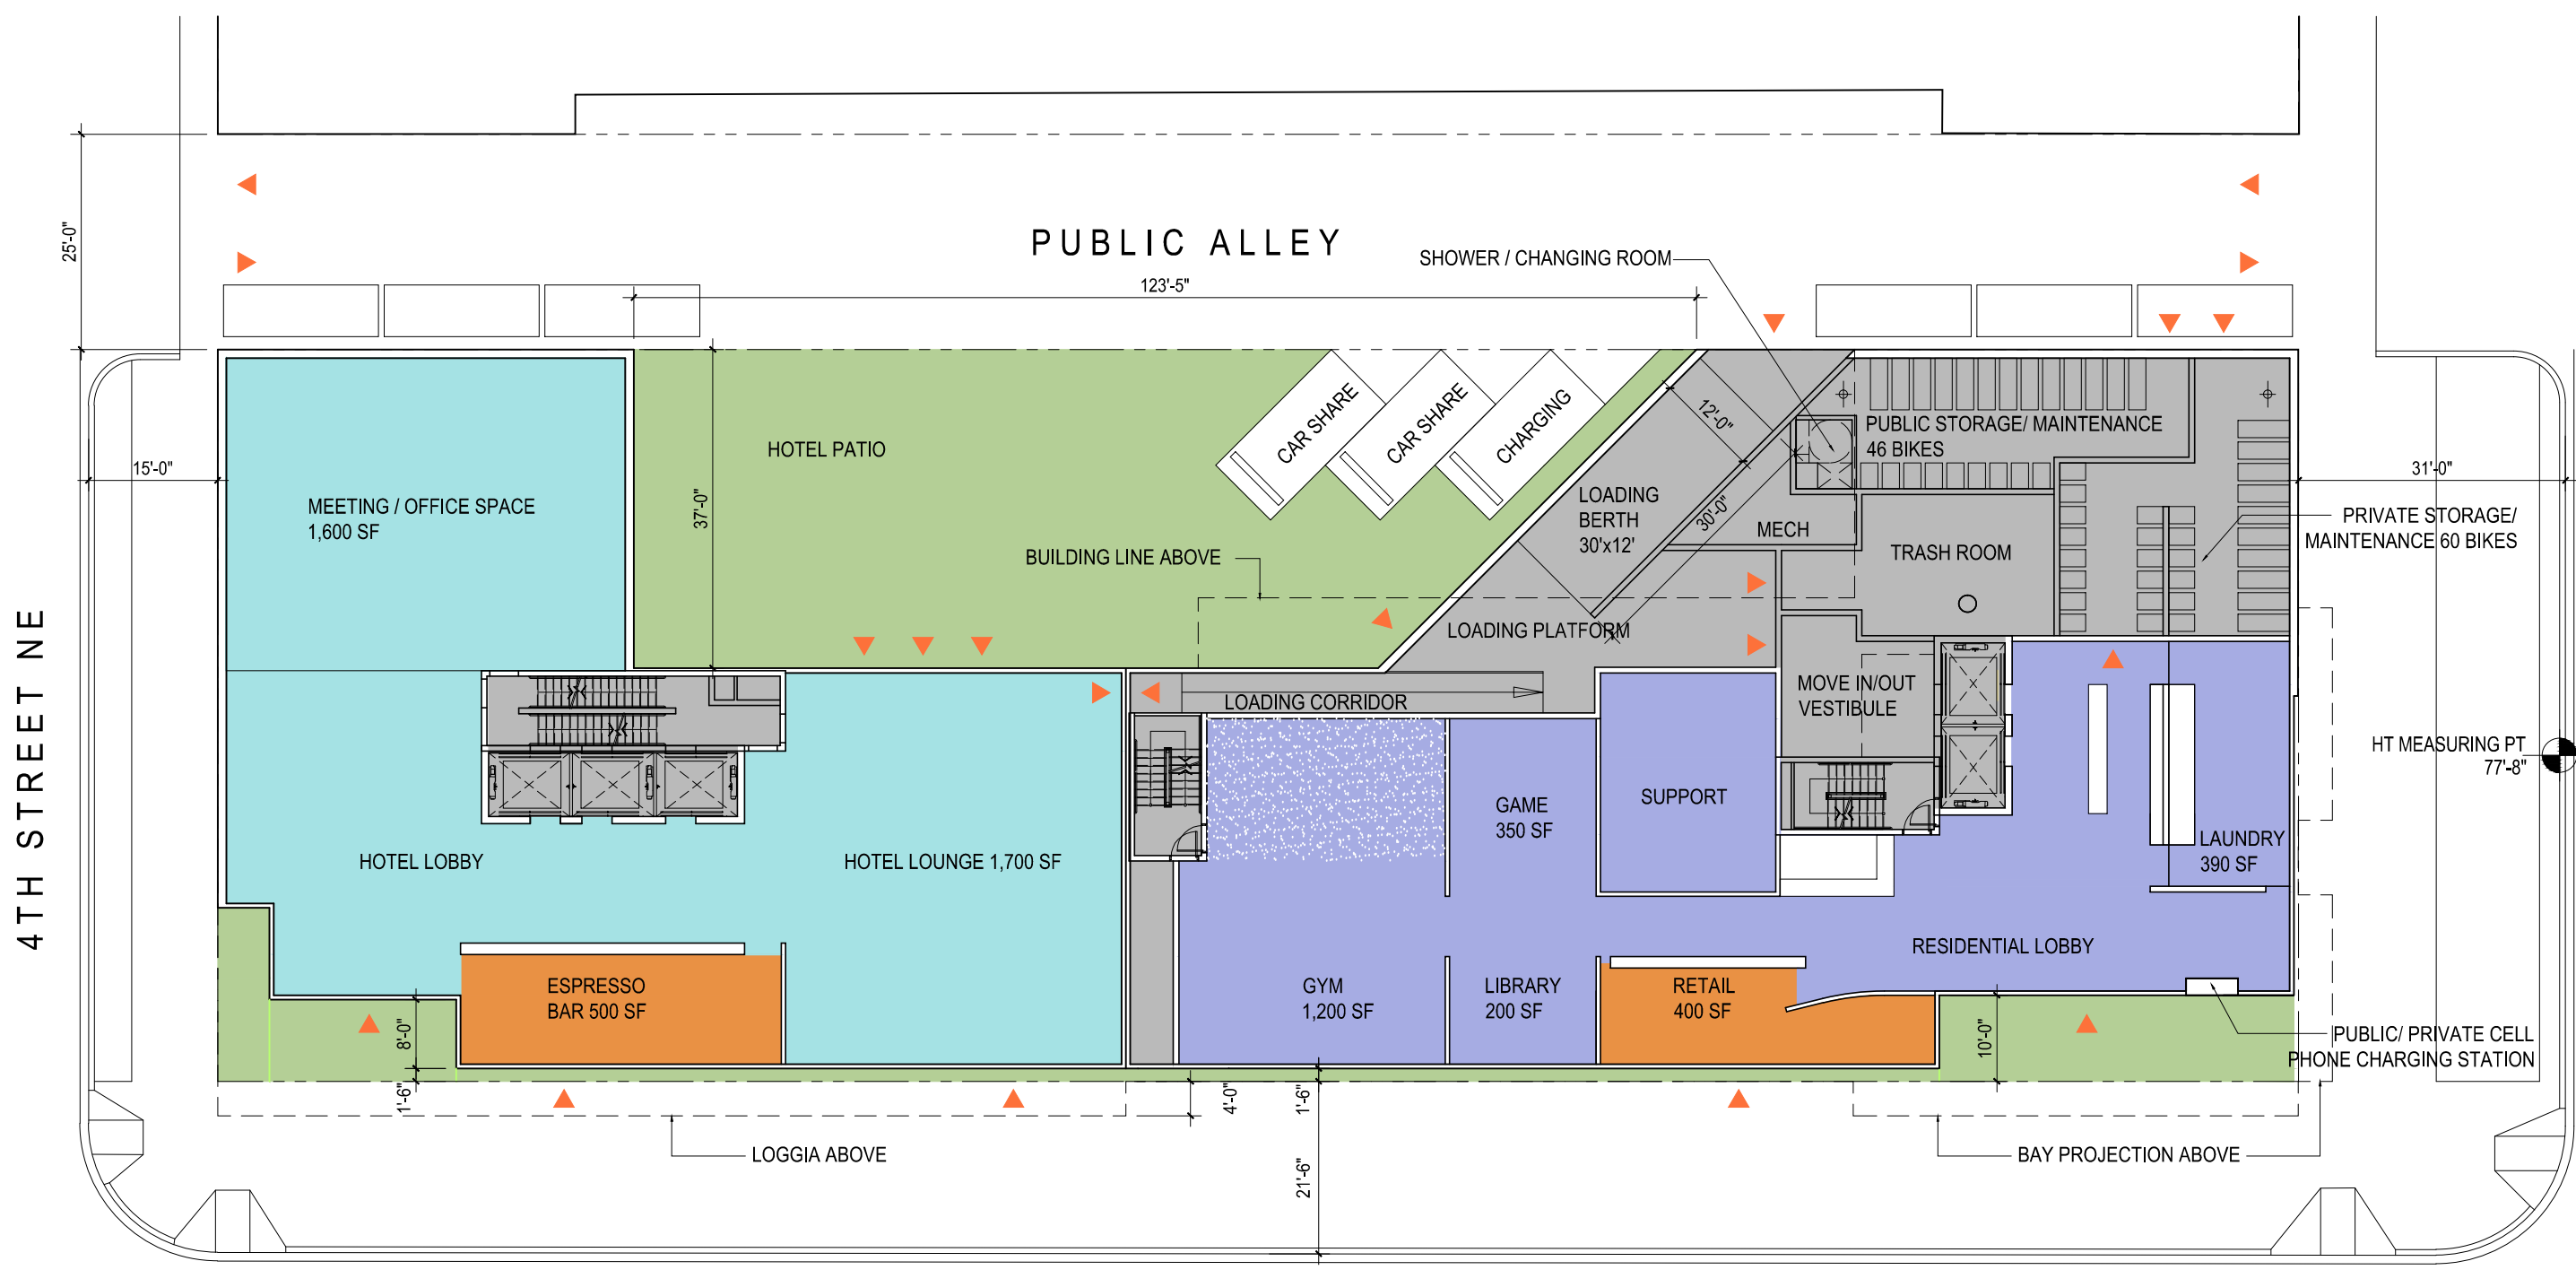 PUBLIC ALLEY
25'-0"
SHOWER / CHANGING ROOM
123'-5"
CAR SHARE
CAR SHARE
CHARGING
12'-0"
PUBLIC STORAGE/ MAINTENANCE
46 BIKES
HOTEL PATIO
15'-0"
31'-0"
37'-0"
MEETING / OFFICE SPACE
1,600 SF
LOADING
BERTH
30'x12'
30'-0"
MECH
PRIVATE STORAGE/
MAINTENANCE 60 BIKES
TRASH ROOM
BUILDING LINE ABOVE
4TH STREET NE
LOADING PLATFORM
LOADING CORRIDOR
MOVE IN/OUT
VESTIBULE
HT MEASURING PT
77'-8"
GAME
350 SF
SUPPORT
LAUNDRY
390 SF
HOTEL LOBBY
HOTEL LOUNGE 1,700 SF
RESIDENTIAL LOBBY
ESPRESSO
BAR 500 SF
GYM
1,200 SF
LIBRARY
200 SF
RETAIL
400 SF
8'-0"
10'-0"
PUBLIC/ PRIVATE CELL
PHONE CHARGING STATION
1'-6"
4'-0"
1'-6"
LOGGIA ABOVE
21'-6"
BAY PROJECTION ABOVE